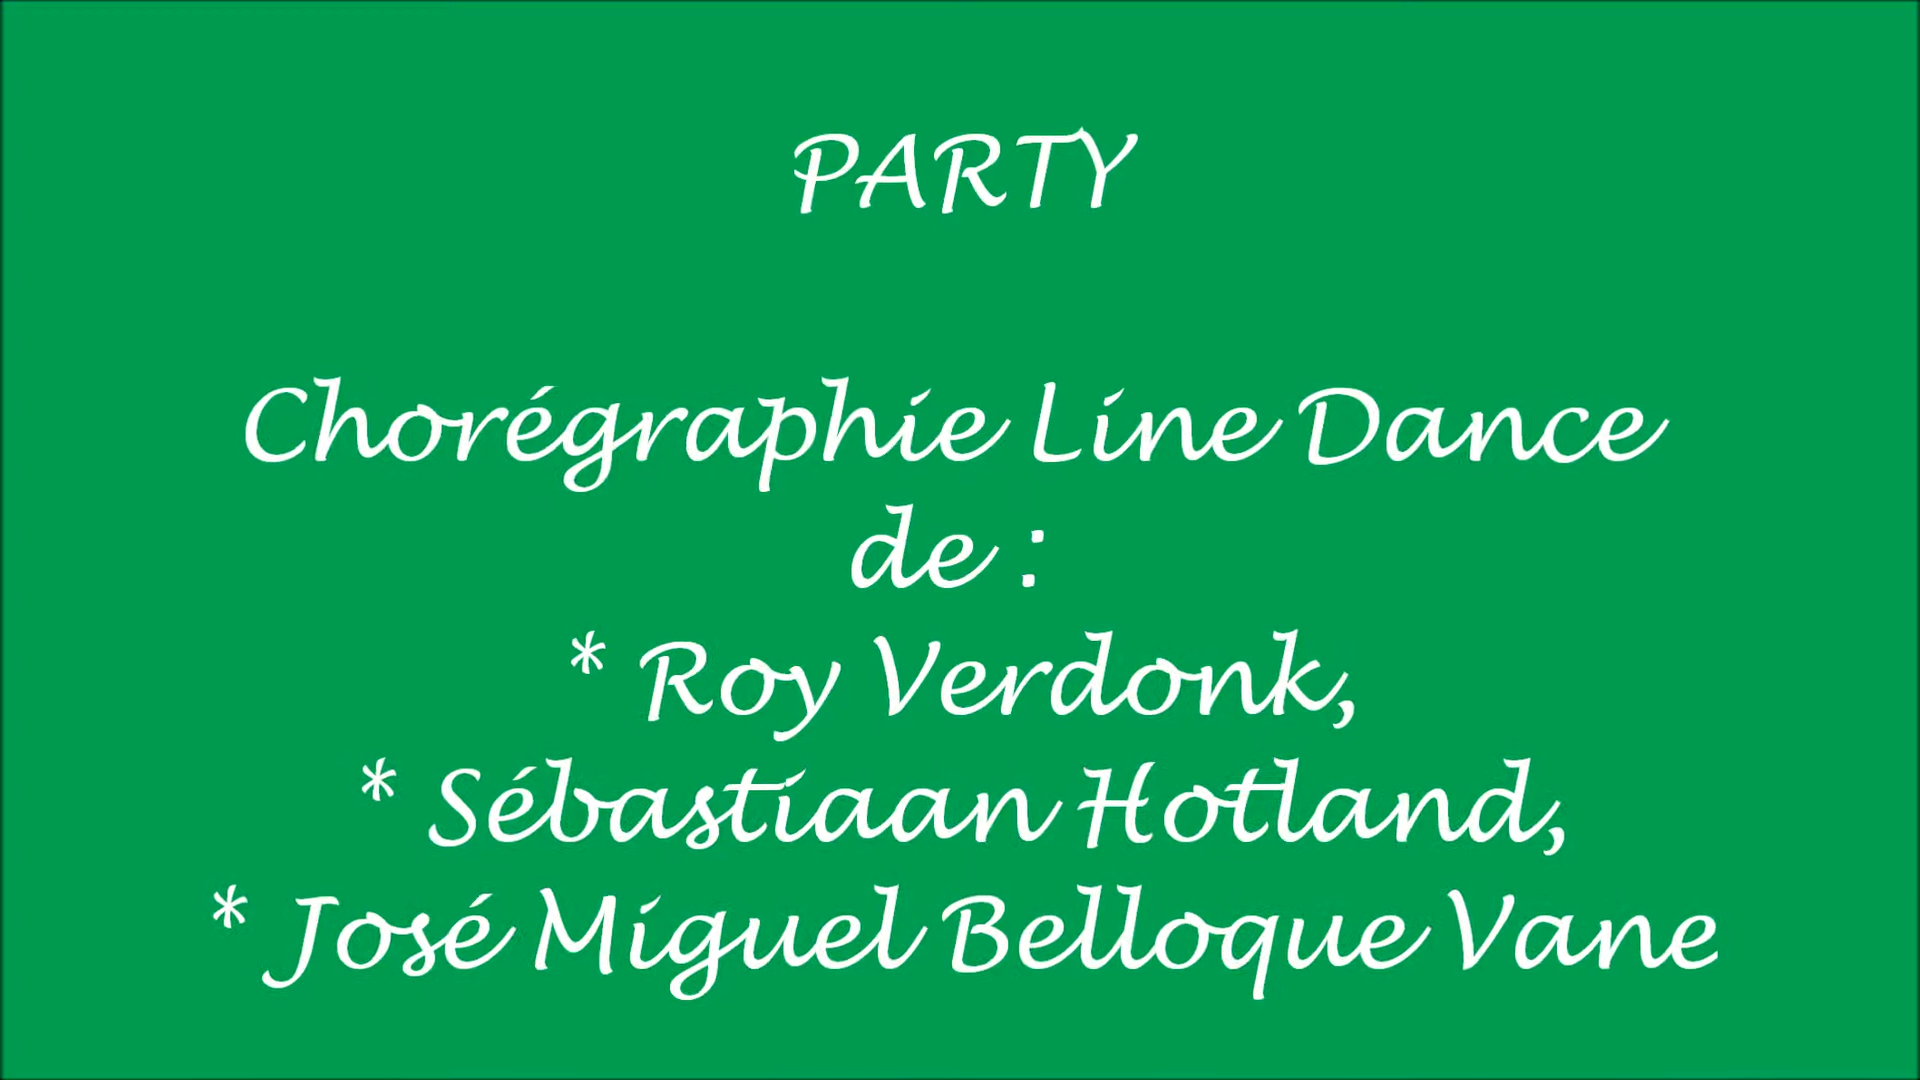 PARTY
Chorégraphie Line Dance
de :
* Roy Verdonk,
* Sébastiaan Hotland,
* José Miguel Belloque Vane